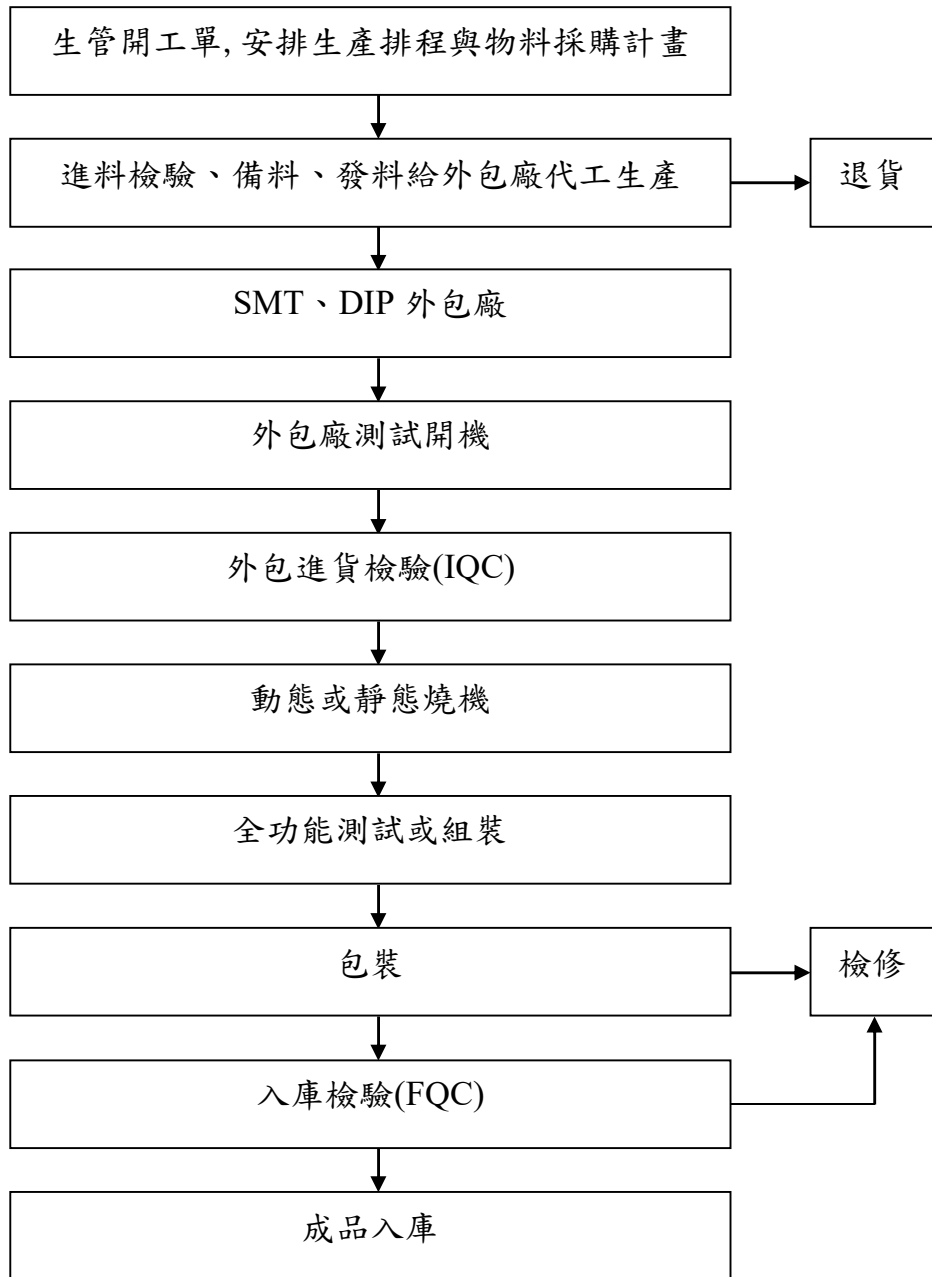 生管開工單,安排生產排程與物料採購計畫
進料檢驗、備料、發料給外包廠代工生產
退貨
SMT、DIP 外包廠
外包廠測試開機
外包進貨檢驗(IQC)
動態或靜態燒機
全功能測試或組裝
包裝
檢修
入庫檢驗(FQC)
成品入庫